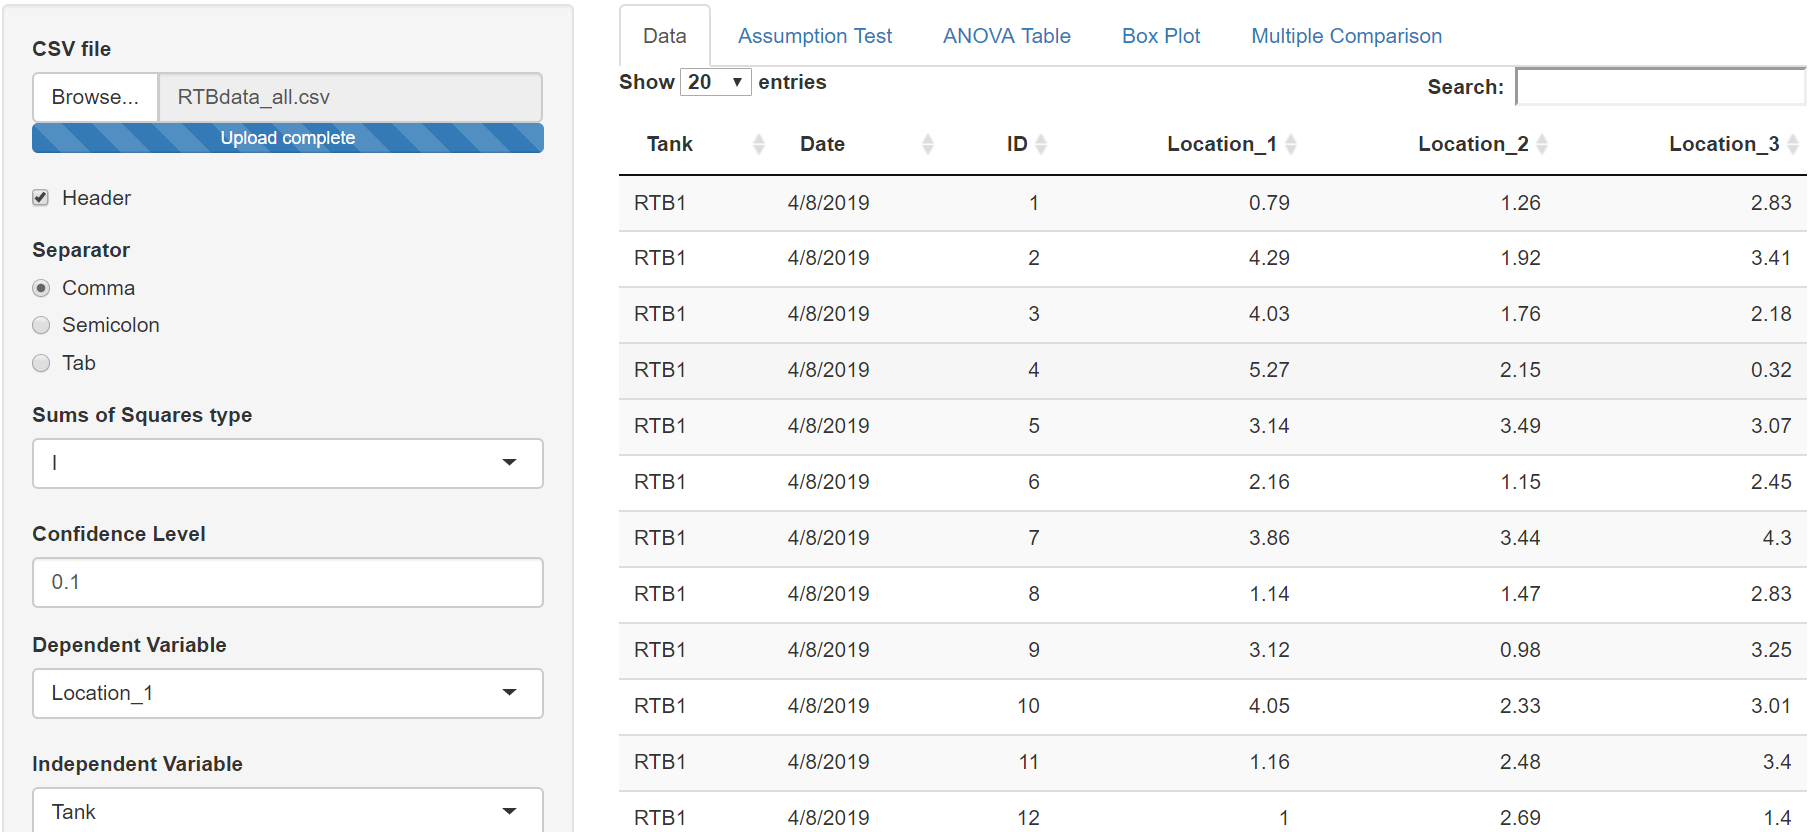 CSV file
Browse... RTBdata_all.csv
Upload complete
Header
Separator
Comma
Semicolon
Tab
Sums of Squares type
I
Confidence Level
0.1
Dependent Variable
Location_1
Independent Variable
Tank
Data Assumption Test ANOVA Table Box Plot Multiple Comparison
Show 20 entries Search:
Tank Date ID Location_1 Location_2 Location_3
RTB1 4/8/2019 1 0.79 1.26 2.83
RTB1 4/8/2019 2 4.29 1.92 3.41
RTB1 4/8/2019 3 4.03 1.76 2.18
RTB1 4/8/2019 4 5.27 2.15 0.32
RTB1 4/8/2019 5 3.14 3.49 3.07
RTB1 4/8/2019 6 2.16 1.15 2.45
RTB1 4/8/2019 7 3.86 3.44 4.3
RTB1 4/8/2019 8 1.14 1.47 2.83
RTB1 4/8/2019 9 3.12 0.98 3.25
RTB1 4/8/2019 10 4.05 2.33 3.01
RTB1 4/8/2019 11 1.16 2.48 3.4
RTB1 4/8/2019 12 1 2.69 1.4